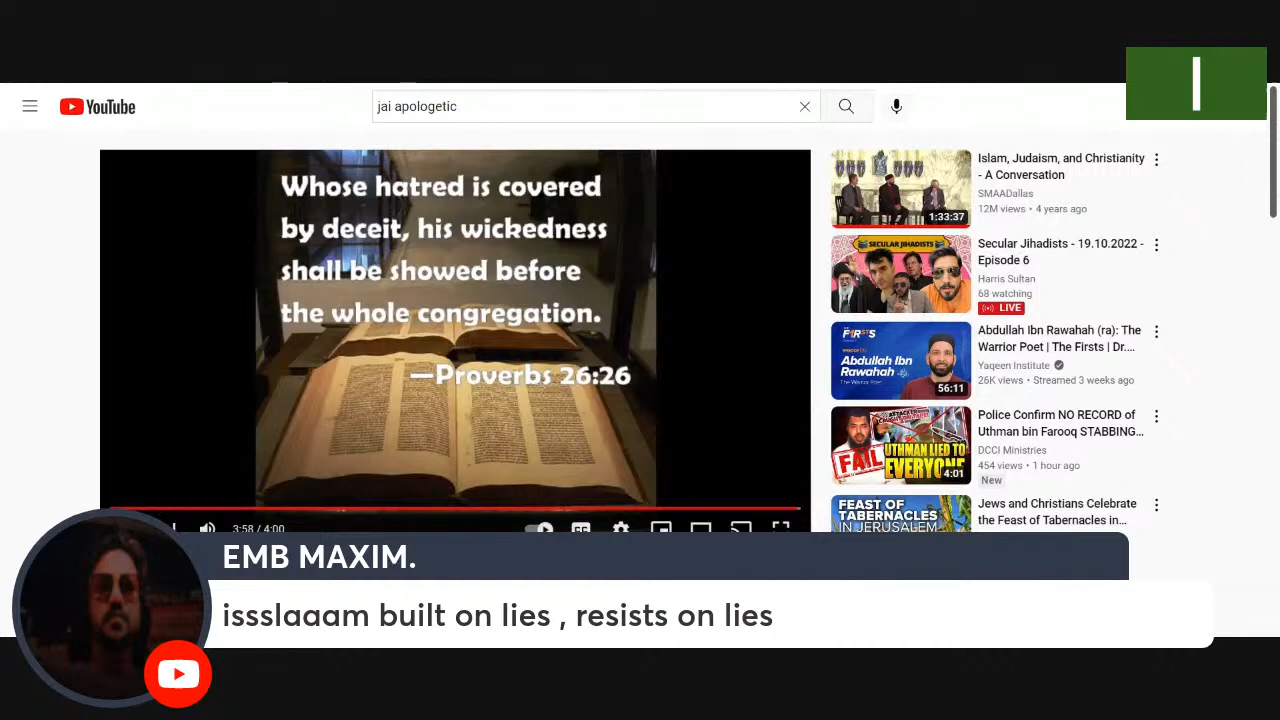 I
YouTube
jai apologetic
Whose hatred is covered
by deceit, his wickedness
shall be showed before
the whole congregation.
—Proverbs 26:26
3:58 / 4:00
CC
1:33:37
Islam, Judaism, and Christianity
- A Conversation
SMAADallas
12M views • 4 years ago
SECULAR JIHADISTS
Secular Jihadists - 19.10.2022 -
Episode 6
Harris Sultan
68 watching
LIVE
FIRSTS
Abdullah Ibn
Rawahah
The Warrior Poet
56:11
Abdullah Ibn Rawahah (ra): The
Warrior Poet | The Firsts | Dr....
Yaqeen Institute
26K views • Streamed 3 weeks ago
FAIL
UTHMAN LIED TO
EVERYONE
4:01
Police Confirm NO RECORD of
Uthman bin Farooq STABBING...
DCCI Ministries
454 views • 1 hour ago
New
FEAST OF
TABERNACLES
IN JERUSALEM
Jews and Christians Celebrate
the Feast of Tabernacles in...
EMB MAXIM.
issslaaam built on lies , resists on lies